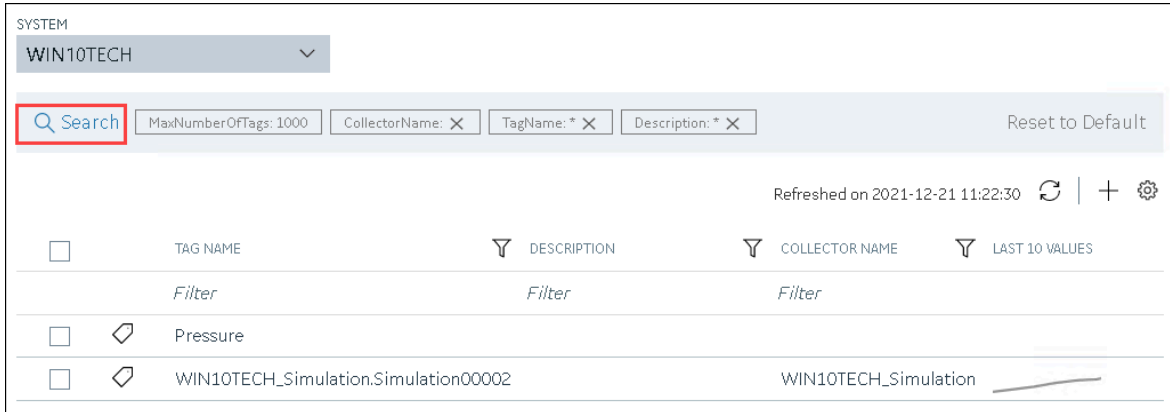 SYSTEM
WIN10TECH
Search MaxNumberOfTags: 1000 CollectorName: TagName: * Description: * Reset to Default
Refreshed on 2021-12-21 11:22:30
TAG NAME DESCRIPTION COLLECTOR NAME LAST 10 VALUES
Filter Filter Filter
Pressure
WIN10TECH_Simulation.Simulation00002 WIN10TECH_Simulation